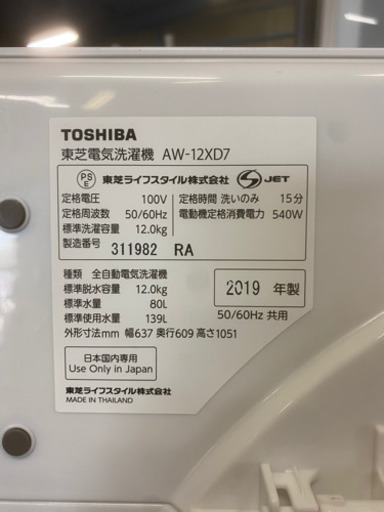 TOSHIBA
東芝電気洗濯機 AW-12XD7
PS E 東芝ライフスタイル株式会社 S JET
定格電圧 100V 定格時間 洗いのみ 15分
定格周波数 50/60Hz 電動機定格消費電力 540W
標準洗濯容量 12.0kg
製造番号 311982 RA
種類 全自動電気洗濯機
標準脱水容量 12.0kg 2019 年製
標準水量 80L
標準使用水量 139L 50/60Hz 共用
外形寸法mm 幅637 奥行609 高さ1051
日本国内専用
Use Only in Japan
東芝ライフスタイル株式会社
MADE IN THAILAND